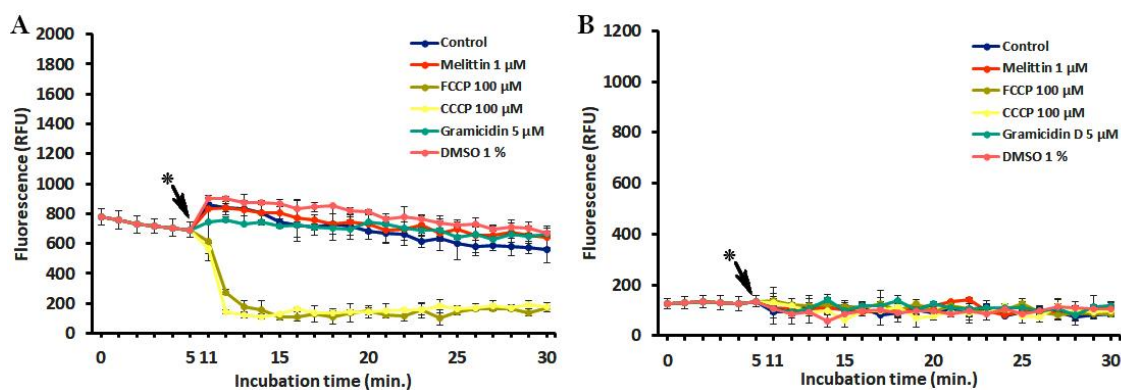 A
Fluorescence (RFU)
2000
1800
1600
1400
1200
1000
800
600
400
200
0
Control
Melittin 1 μM
FCCP 100 μM
CCCP 100 μM
Gramicidin 5 μM
DMSO 1 %
*
0 5 11 15 20 25 30
Incubation time (min.)
B
Fluorescence (RFU)
1200
1000
800
600
400
200
0
Control
Melittin 1 μM
FCCP 100 μM
CCCP 100 μM
Gramicidin D 5 μM
DMSO 1 %
*
0 5 11 15 20 25 30
Incubation time (min.)